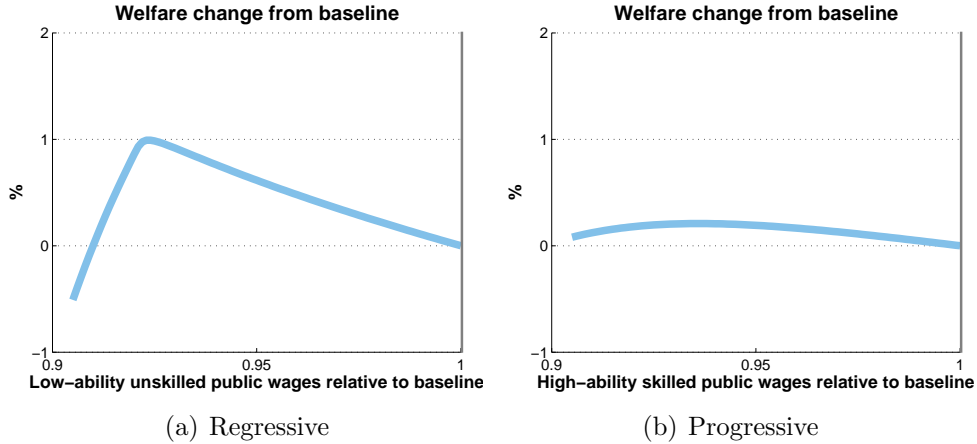 Welfare change from baseline
2
1
%
0
−1
0.9
0.95
1
Low−ability unskilled public wages relative to baseline
(a) Regressive
Welfare change from baseline
2
1
%
0
−1
0.9
0.95
1
High−ability skilled public wages relative to baseline
(b) Progressive